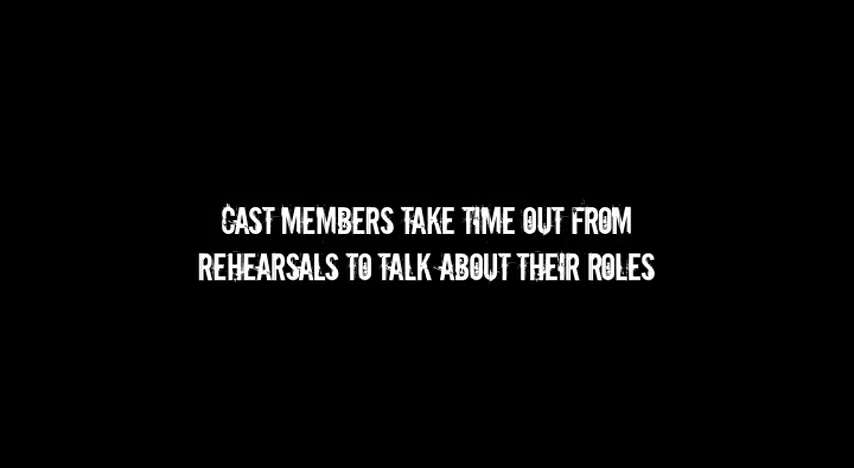 CAST MEMBERS TAKE TIME OUT FROM
REHEARSALS TO TALK ABOUT THEIR ROLES